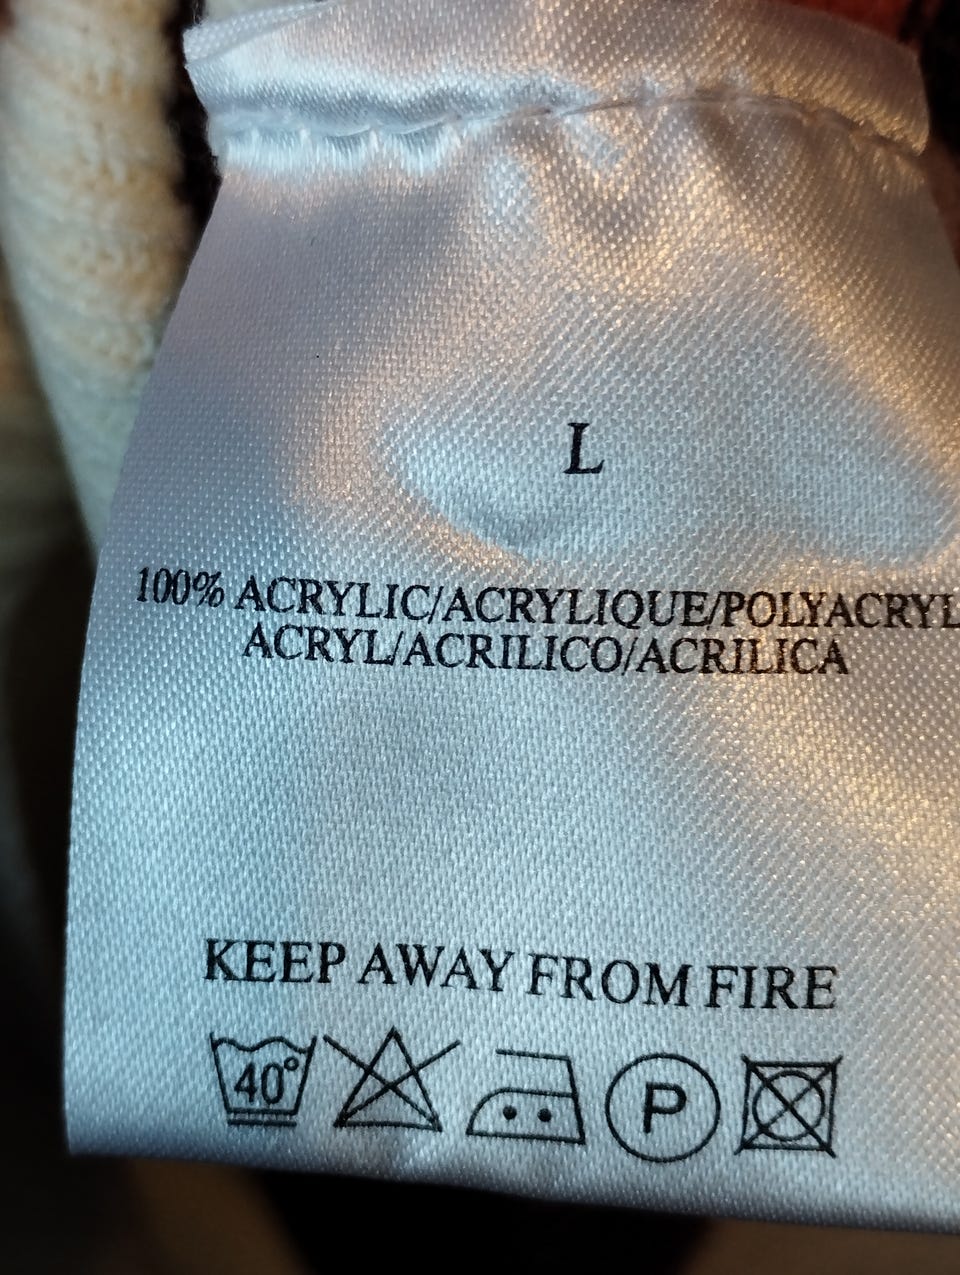 L
100% ACRYLIC/ACRYLIQUE/POLYACRYL
ACRYL/ACRILICO/ACRILICA
KEEP AWAY FROM FIRE
40° P